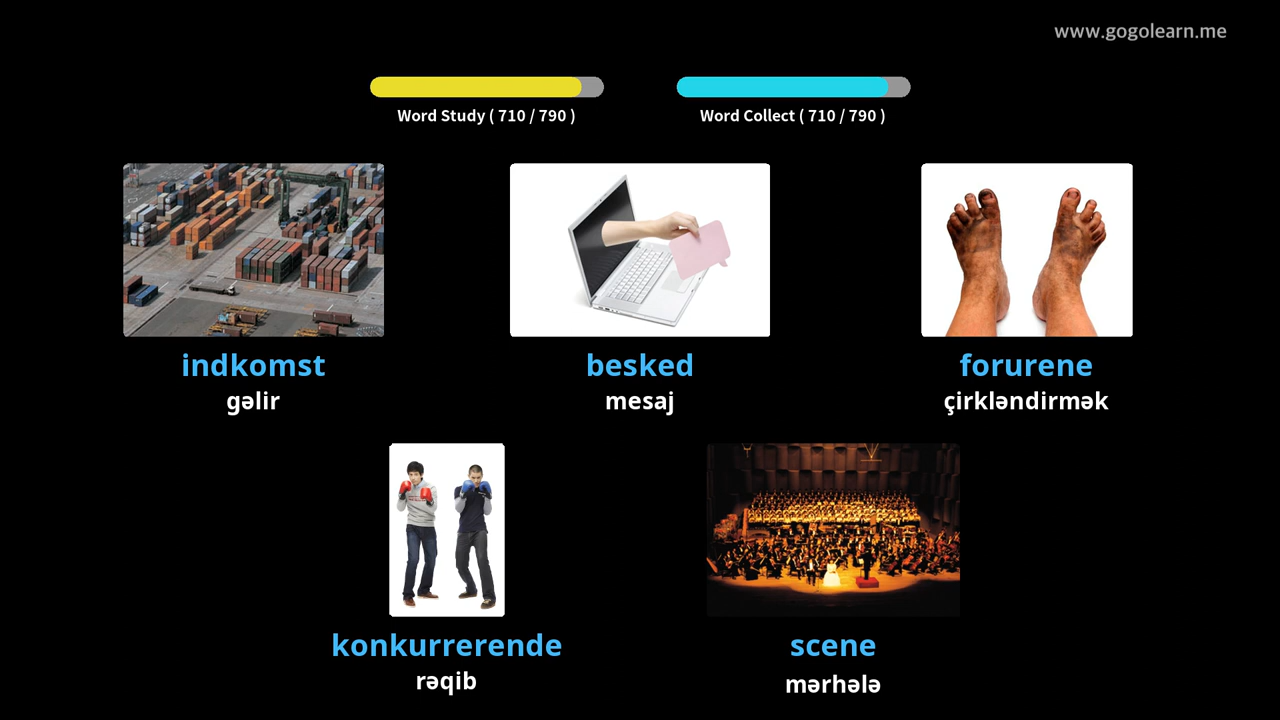 www.gogolearn.me
Word Study ( 710 / 790 )
Word Collect ( 710 / 790 )
indkomst
gəlir
besked
mesaj
forurene
çirkləndirmək
konkurrerende
rəqib
scene
mərhələ